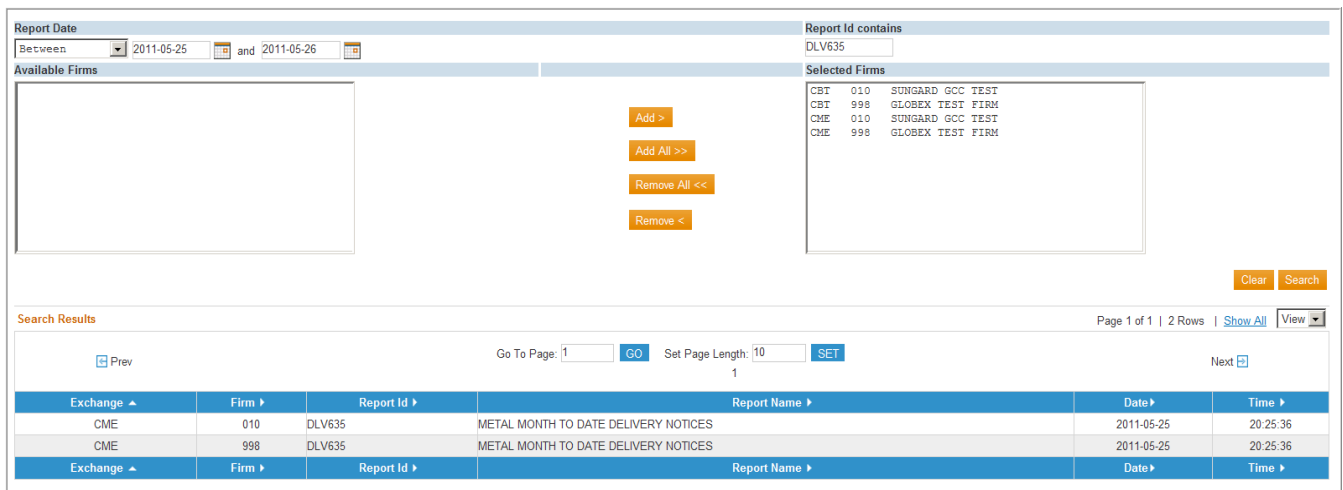 Report Date Report Id contains
Between 2011-05-25 and 2011-05-26 DLV635
Available Firms Selected Firms
CBT 010 SUNGARD GCC TEST
CBT 998 GLOBEX TEST FIRM
CME 010 SUNGARD GCC TEST
CME 998 GLOBEX TEST FIRM
Add >
Add All >>
Remove All <<
Remove <
Clear Search
Search Results Page 1 of 1 | 2 Rows | Show All View
Prev Go To Page: 1 GO Set Page Length: 10 SET Next
1
Exchange Firm Report Id Report Name Date Time
CME 010 DLV635 METAL MONTH TO DATE DELIVERY NOTICES 2011-05-25 20:25:36
CME 998 DLV635 METAL MONTH TO DATE DELIVERY NOTICES 2011-05-25 20:25:36
Exchange Firm Report Id Report Name Date Time